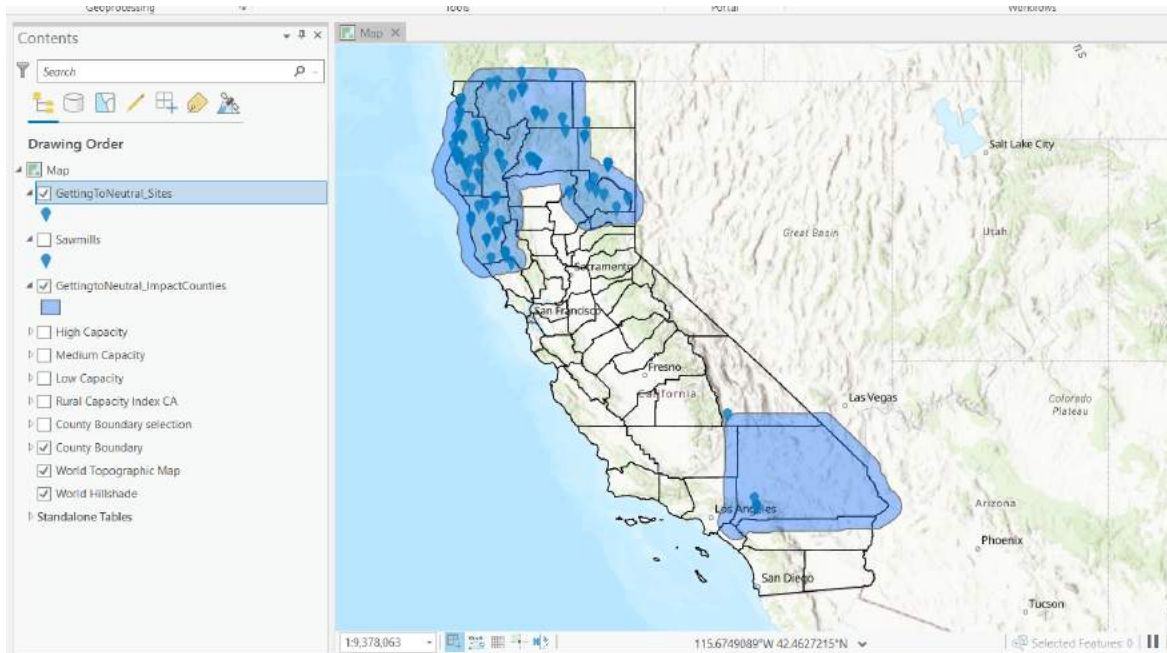 Geoprocessing
Tools
Portal
Workflows
Contents
Search
Drawing Order
Map
GettingToNeutral_Sites
Sawmills
GettingtoNeutral_ImpactCounties
High Capacity
Medium Capacity
Low Capacity
Rural Capacity Index CA
County Boundary selection
County Boundary
World Topographic Map
World Hillshade
Standalone Tables
Map
Salt Lake City
Great Basin
Utah
Sacramento
San Francisco
Fresno
California
Las Vegas
Colorado
Plateau
Los Angeles
Arizona
Phoenix
San Diego
Tucson
1:9,378,063
115.6749089°W 42.4627215°N
Selected Features: 0